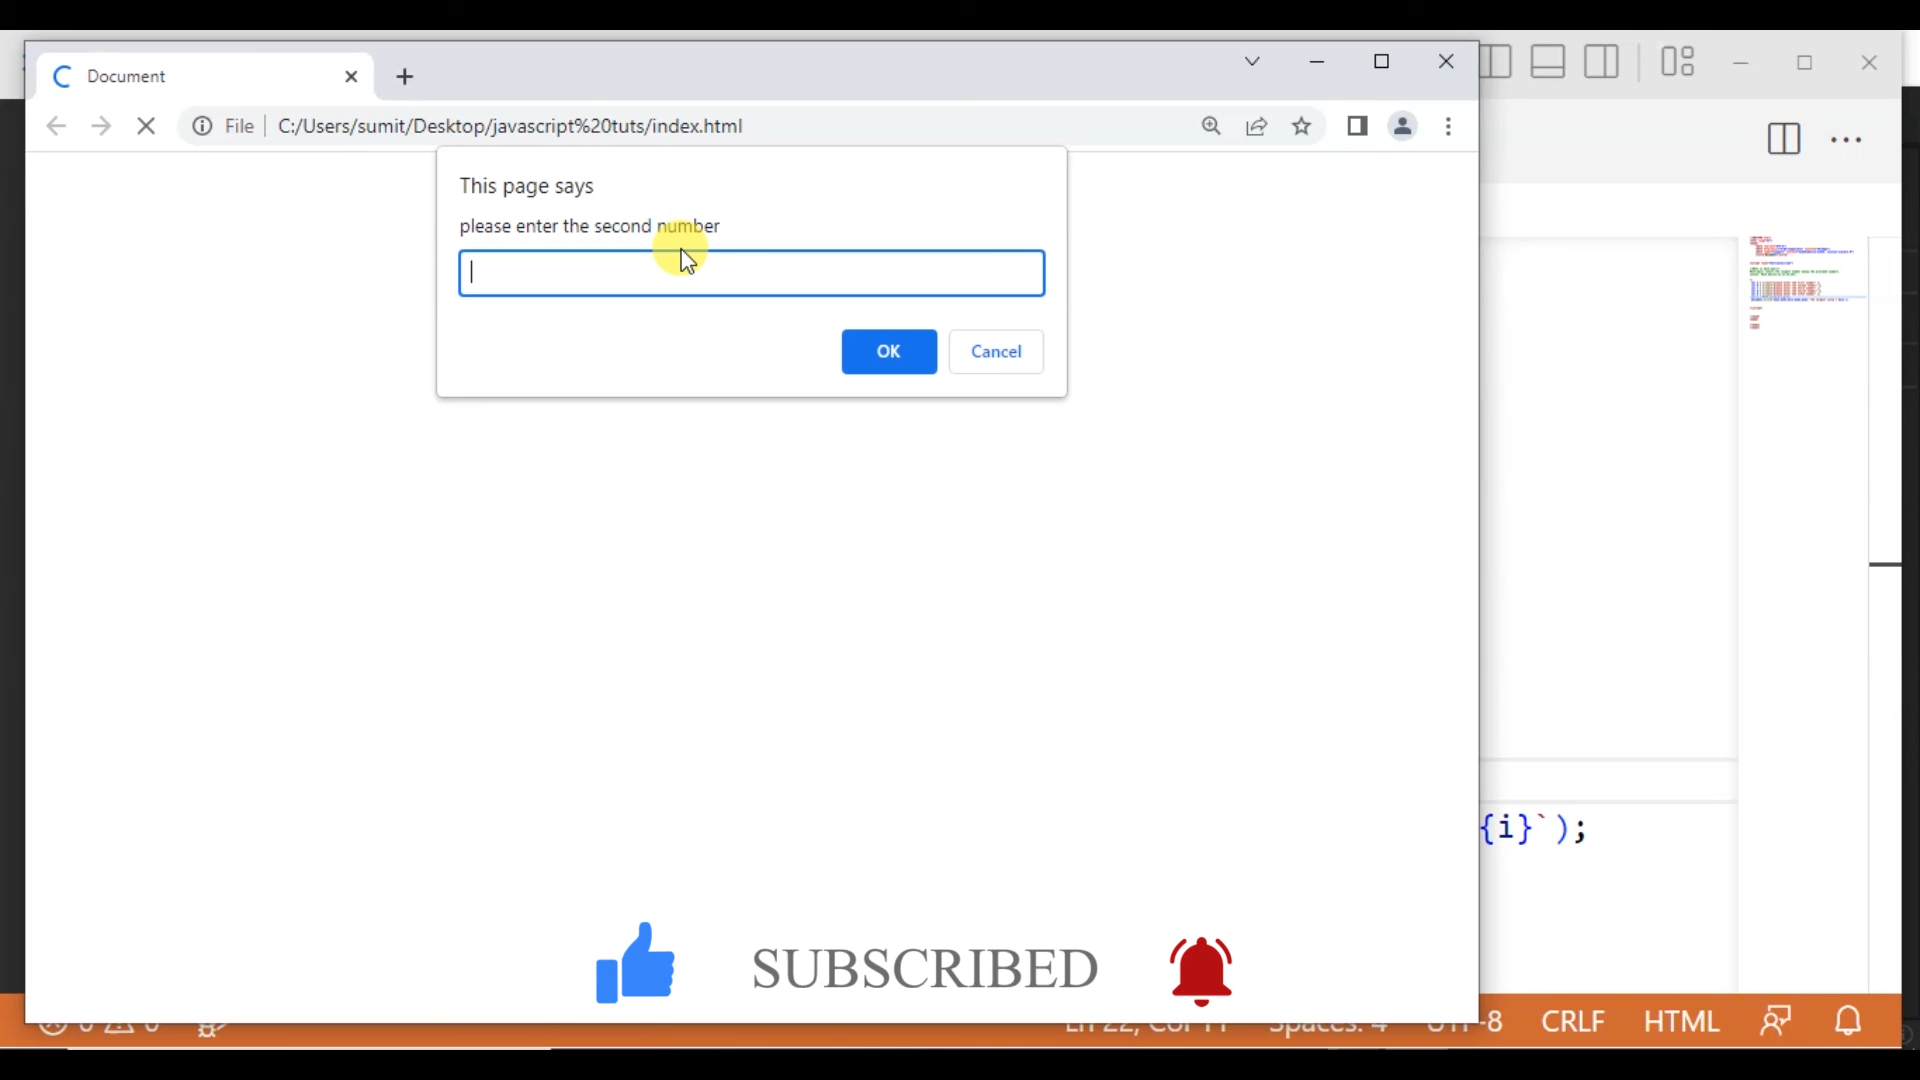 Document
File
C:/Users/sumit/Desktop/javascript%20tuts/index.html
This page says
please enter the second number
OK
Cancel
{i}`);
SUBSCRIBED
CRLF
HTML